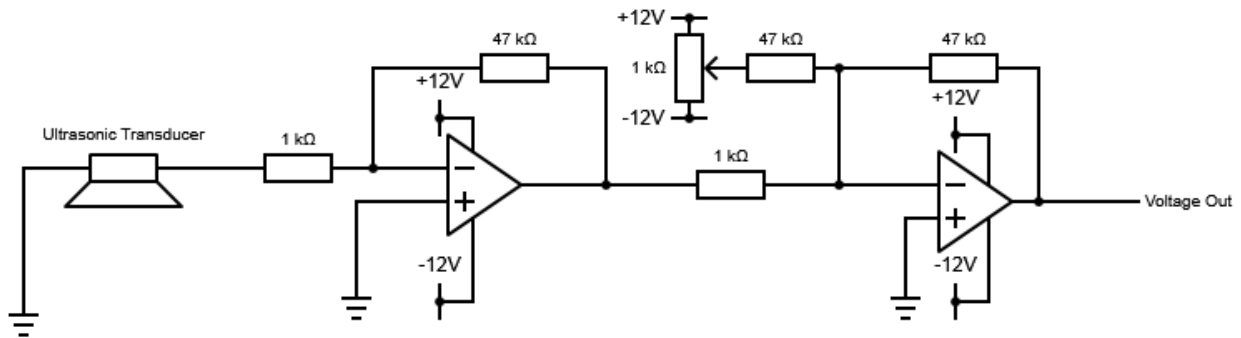 Ultrasonic Transducer
1 kΩ
47 kΩ
+12V
-12V
+12V
1 kΩ
-12V
47 kΩ
1 kΩ
47 kΩ
+12V
-12V
Voltage Out